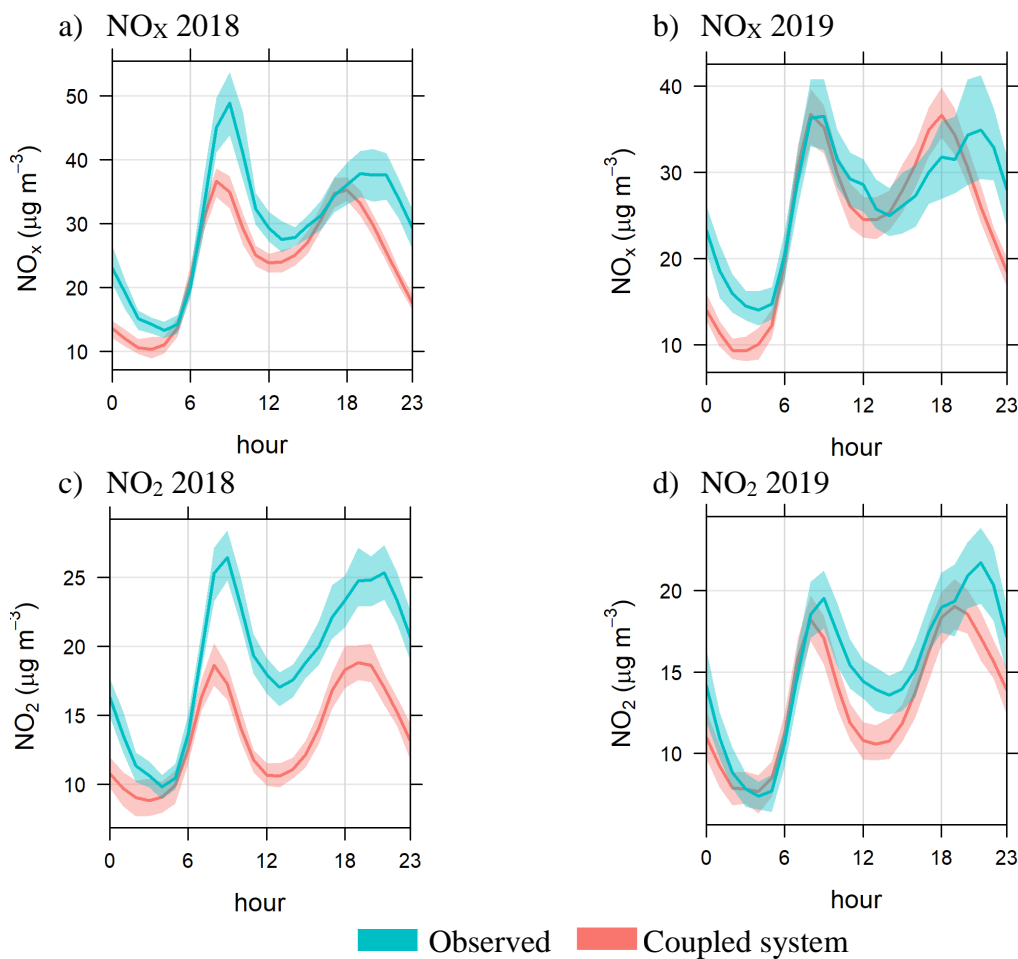 a) NOX 2018
50
40
30
20
10
NOx (µg m−3)
0 6 12 18 23
hour
b) NOX 2019
40
30
20
10
NOx (µg m−3)
0 6 12 18 23
hour
c) NO2 2018
25
20
15
10
NO2 (µg m−3)
0 6 12 18 23
hour
d) NO2 2019
20
15
10
NO2 (µg m−3)
0 6 12 18 23
hour
Observed Coupled system